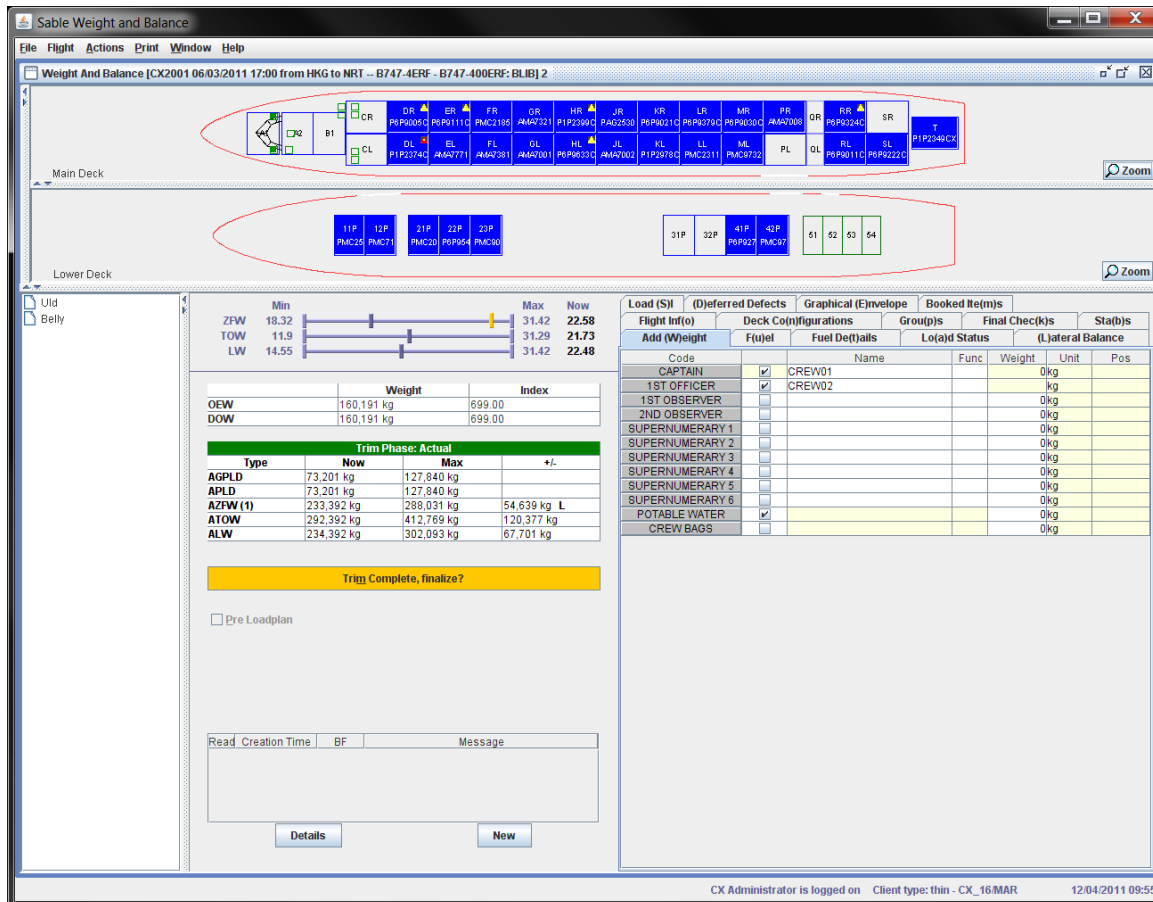 Sable Weight and Balance
File Flight Actions Print Window Help
Weight And Balance [CX2001 06/03/2011 17:00 from HKG to NRT -- B747-4ERF - B747-400ERF: BLIB] 2
CR DR ER FR GR HR JR KR LR MR PR QR RR SR
P6P9005C P6P9111C PMC2185 AMA7321 P1P2399C PAG2530 P6P9021C P6P9379C P6P9030C AMA7008 P6P9324C
A1 A2 B1 T
P1P2349CX
CL DL EL FL GL HL JL KL LL ML PL QL RL SL
P1P2374C AMA7771 AMA7381 AMA7001 P6P9633C AMA7002 P1P2978C PMC2311 PMC9732 P6P9011C P6P9222C
Main Deck
Zoom
11P 12P 21P 22P 23P 31P 32P 41P 42P 51 52 53 54
PMC25 PMC71 PMC20 P6P954 PMC90 P6P927 PMC97
Lower Deck
Zoom
Uld
Belly
Min Max Now
ZFW 18.32 31.42 22.58
TOW 11.9 31.29 21.73
LW 14.55 31.42 22.48
Weight Index
OEW 160,191 kg 699.00
DOW 160,191 kg 699.00
Trim Phase: Actual
Type Now Max +/-
AGPLD 73,201 kg 127,840 kg
APLD 73,201 kg 127,840 kg
AZFW (1) 233,392 kg 288,031 kg 54,639 kg L
ATOW 292,392 kg 412,769 kg 120,377 kg
ALW 234,392 kg 302,093 kg 67,701 kg
Trim Complete, finalize?
Pre Loadplan
Read Creation Time BF Message
Details New
Load (S)I (D)eferred Defects Graphical (E)nvelope Booked Ite(m)s
Flight Inf(o) Deck Co(n)figurations Grou(p)s Final Chec(k)s Sta(b)s
Add (W)eight F(u)el Fuel De(t)ails Lo(a)d Status (L)ateral Balance
Code Name Func Weight Unit Pos
CAPTAIN CREW01 0 kg
1ST OFFICER CREW02 kg
1ST OBSERVER 0 kg
2ND OBSERVER 0 kg
SUPERNUMERARY 1 0 kg
SUPERNUMERARY 2 0 kg
SUPERNUMERARY 3 0 kg
SUPERNUMERARY 4 0 kg
SUPERNUMERARY 5 0 kg
SUPERNUMERARY 6 0 kg
POTABLE WATER 0 kg
CREW BAGS 0 kg
CX Administrator is logged on Client type: thin - CX_16/MAR 12/04/2011 09:55